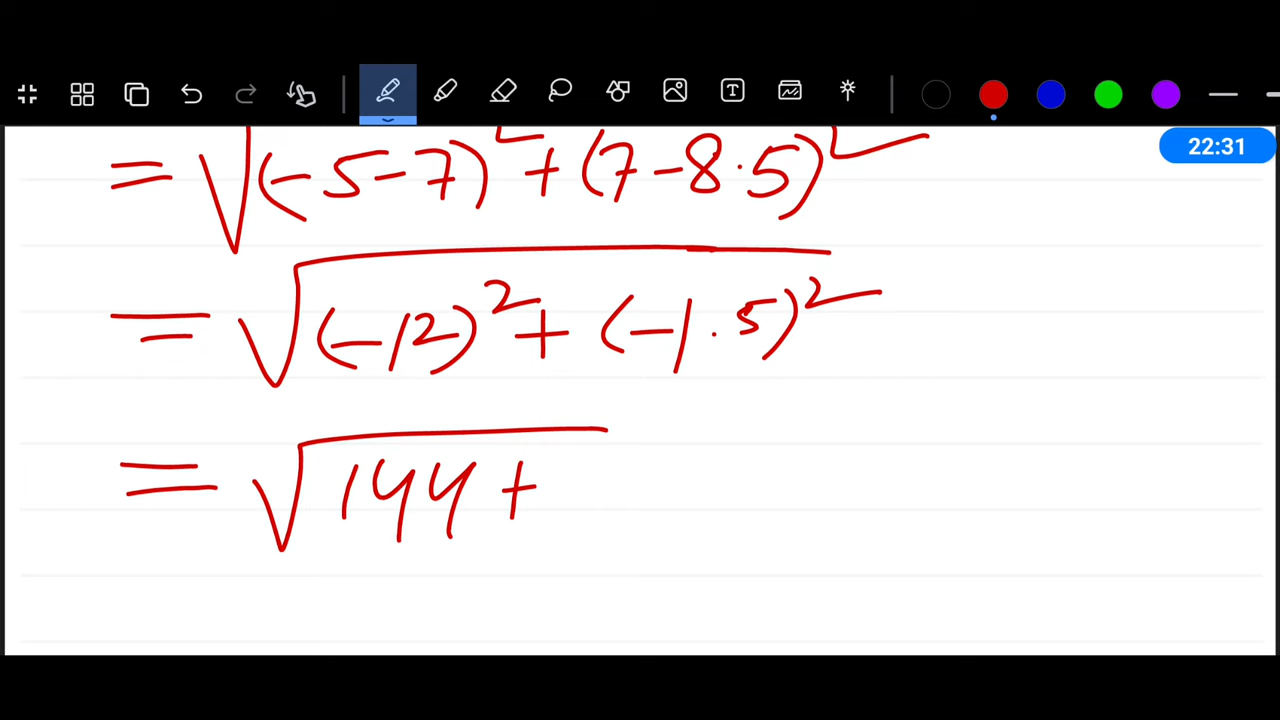 T
22:31
= √(-5-7)² + (7-8.5)²
= √(-12)² + (-1.5)²
= √144 +